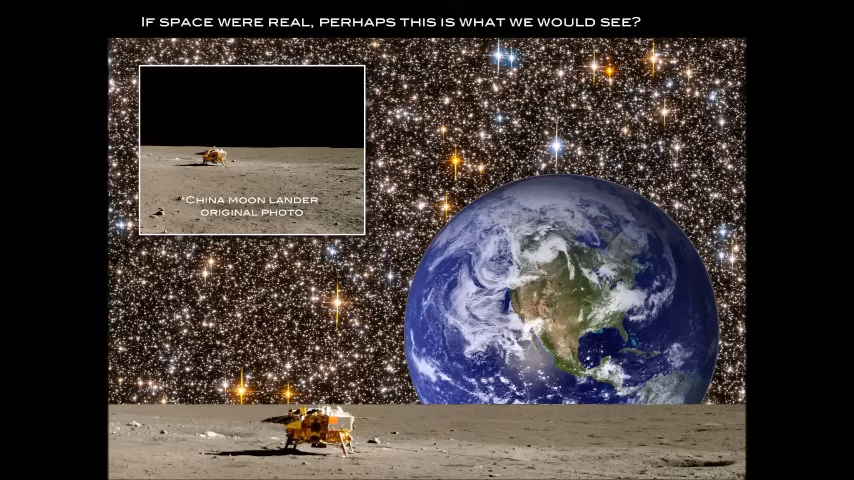 If space were real, perhaps this is what we would see?
*China moon lander
original photo